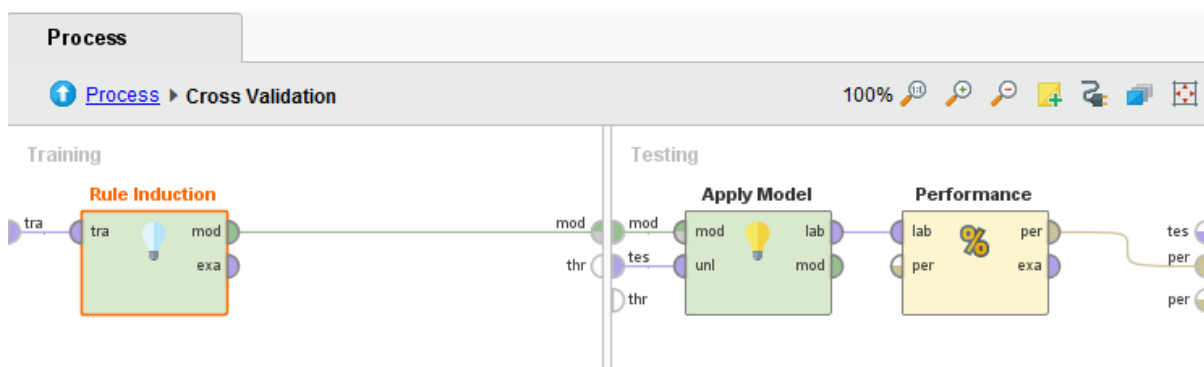 Process
Process Cross Validation
100%
Training
Testing
Rule Induction
Apply Model
Performance
tra
tra
mod
exa
mod
thr
mod
tes
thr
mod
unl
lab
mod
lab
per
per
exa
tes
per
per